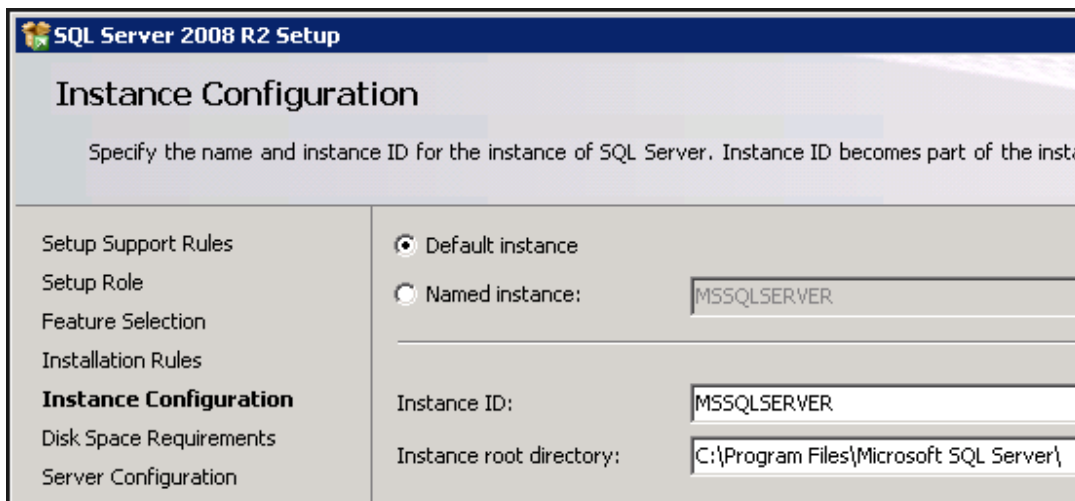 SQL Server 2008 R2 Setup
Instance Configuration
Specify the name and instance ID for the instance of SQL Server. Instance ID becomes part of the
Setup Support Rules
Setup Role
Feature Selection
Installation Rules
Instance Configuration
Disk Space Requirements
Server Configuration
Default instance
Named instance: MSSQLSERVER
Instance ID: MSSQLSERVER
Instance root directory: C:\Program Files\Microsoft SQL Server\